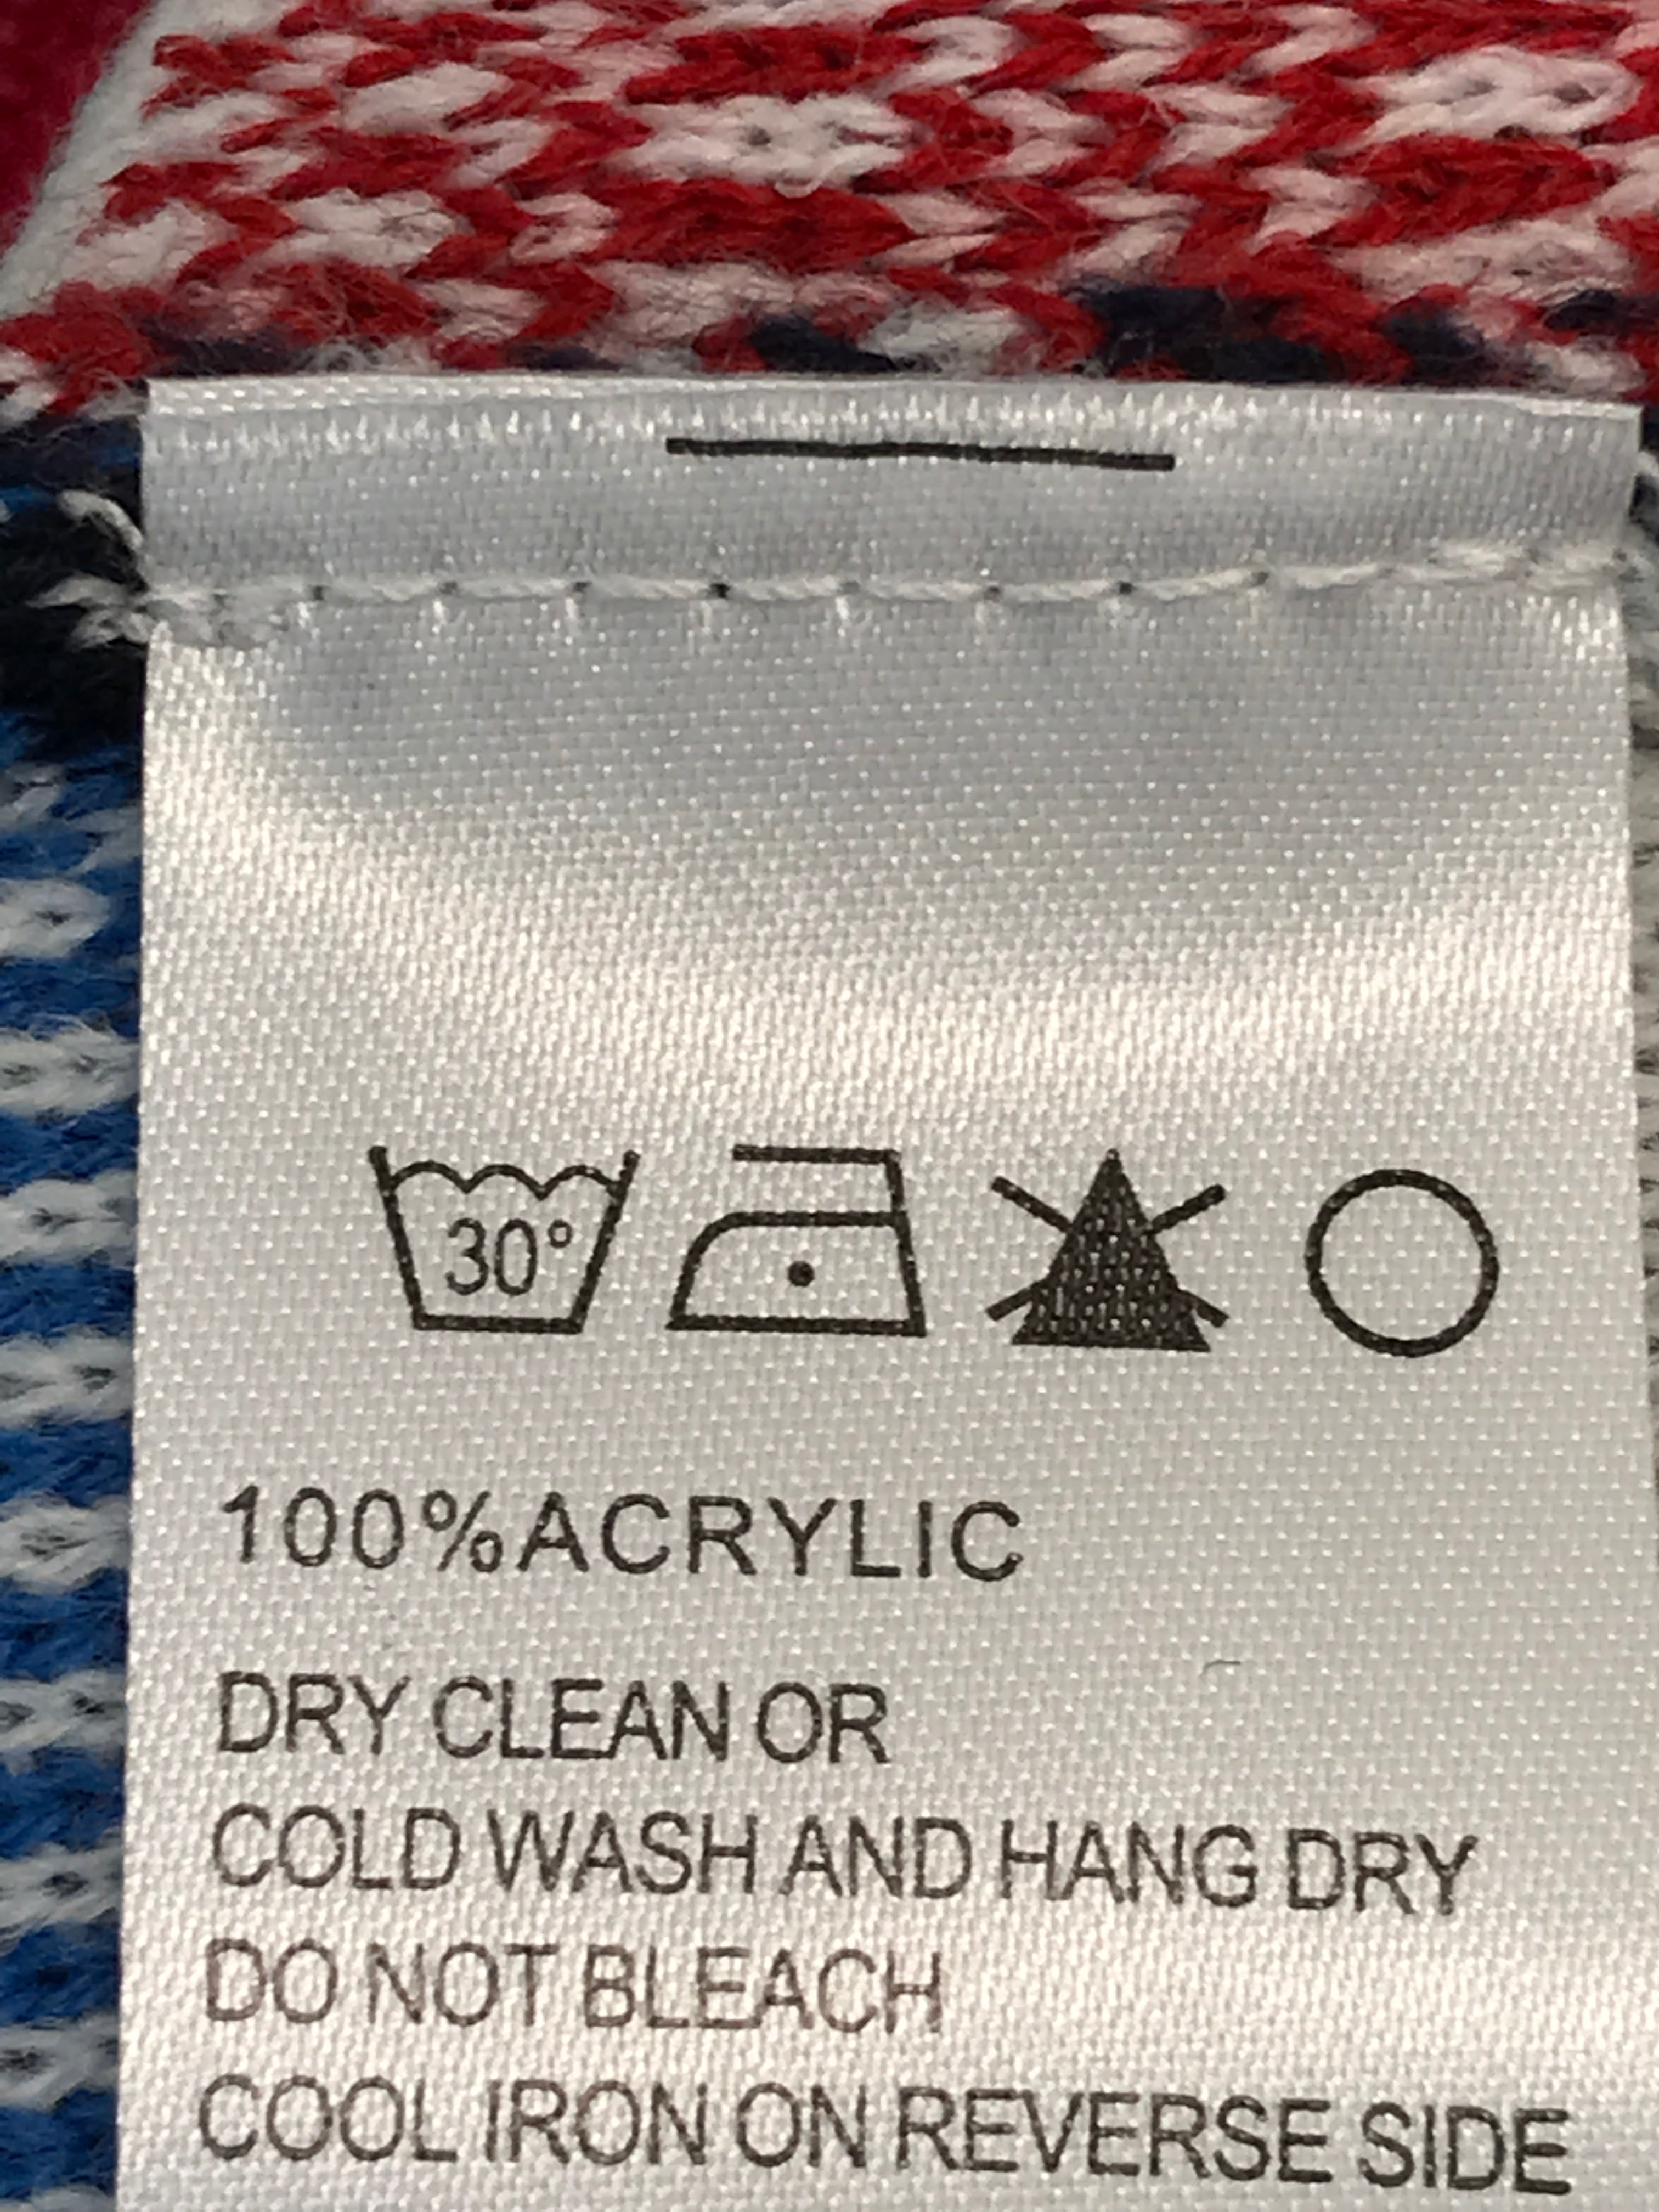 30°
100%ACRYLIC
DRY CLEAN OR
COLD WASH AND HANG DRY
DO NOT BLEACH
COOL IRON ON REVERSE SIDE